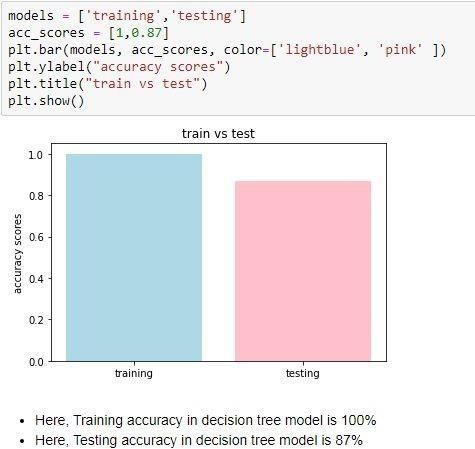 models = ['training','testing']
acc_scores = [1,0.87]
plt.bar(models, acc_scores, color=['lightblue', 'pink' ])
plt.ylabel("accuracy scores")
plt.title("train vs test")
plt.show()
train vs test
1.0
0.8
0.6
0.4
0.2
0.0
accuracy scores
training
testing
• Here, Training accuracy in decision tree model is 100%
• Here, Testing accuracy in decision tree model is 87%